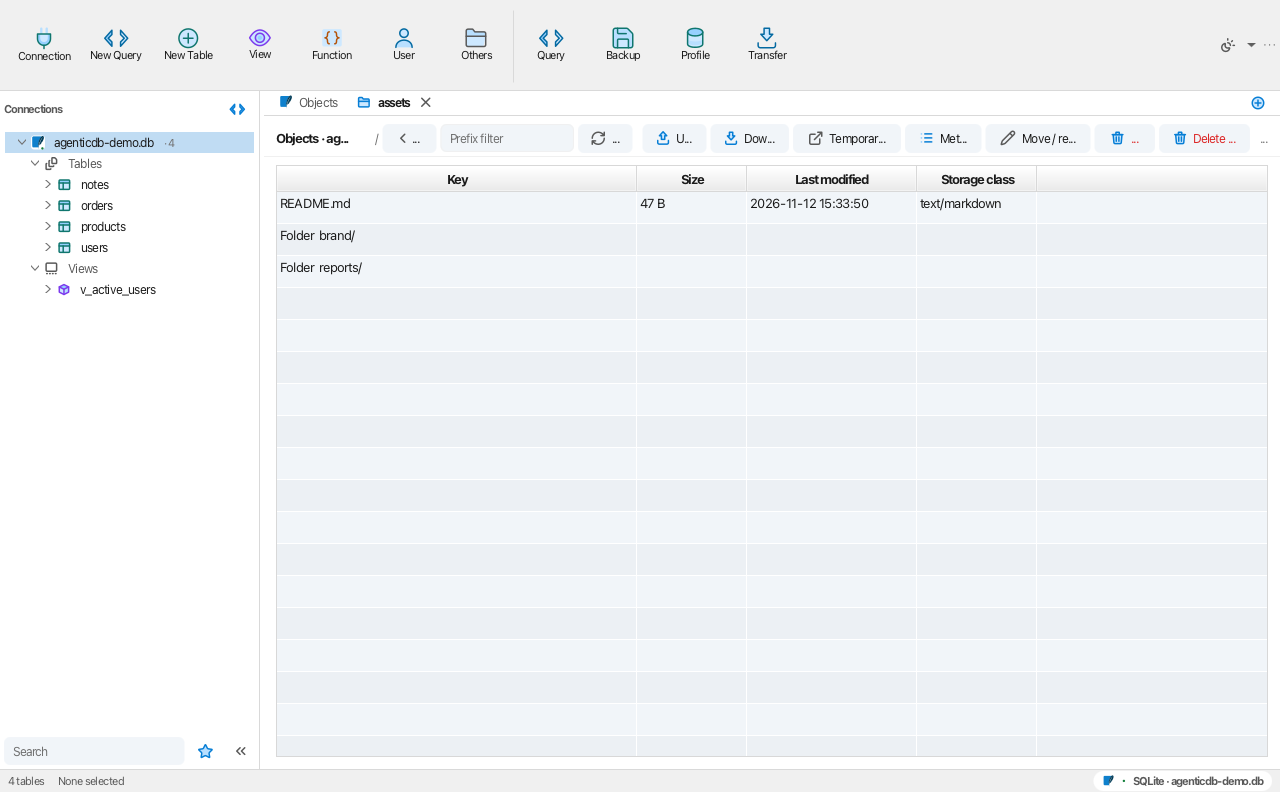 Connection
New Query
New Table
View
Function
User
Others
Query
Backup
Profile
Transfer
Connections
Objects
assets
agenticdb-demo.db · 4
Tables
notes
orders
products
users
Views
v_active_users
Objects · ag...
/
...
Prefix filter
...
U...
Dow...
Temporar...
Met...
Move / re...
...
Delete ...
...
Key Size Last modified Storage class
README.md 47 B 2026-11-12 15:33:50 text/markdown
Folder brand/
Folder reports/
Search
4 tables None selected
· SQLite · agenticdb-demo.db